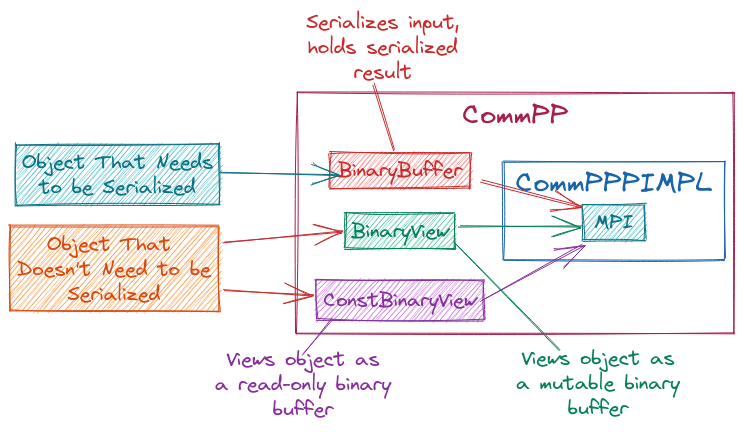 Serializes input,
holds serialized
result
CommPP
Object That Needs
to be Serialized
BinaryBuffer
CommPPPIMPL
MPI
Object That
Doesn't Need to be
Serialized
BinaryView
ConstBinaryView
Views object as
a read-only binary
buffer
Views object as
a mutable binary
buffer